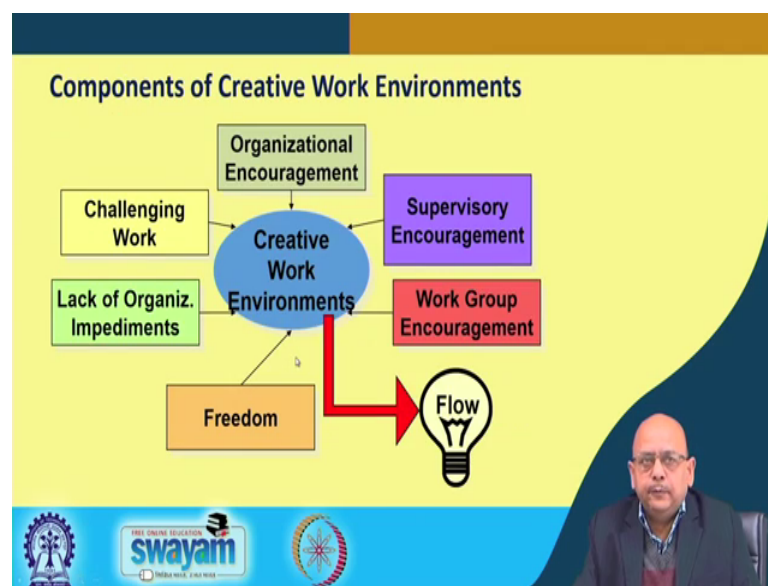 Components of Creative Work Environments
Organizational
Encouragement
Challenging
Work
Supervisory
Encouragement
Creative
Work
Environments
Lack of Organiz.
Impediments
Work Group
Encouragement
Freedom
Flow
FREE ONLINE EDUCATION
swayam